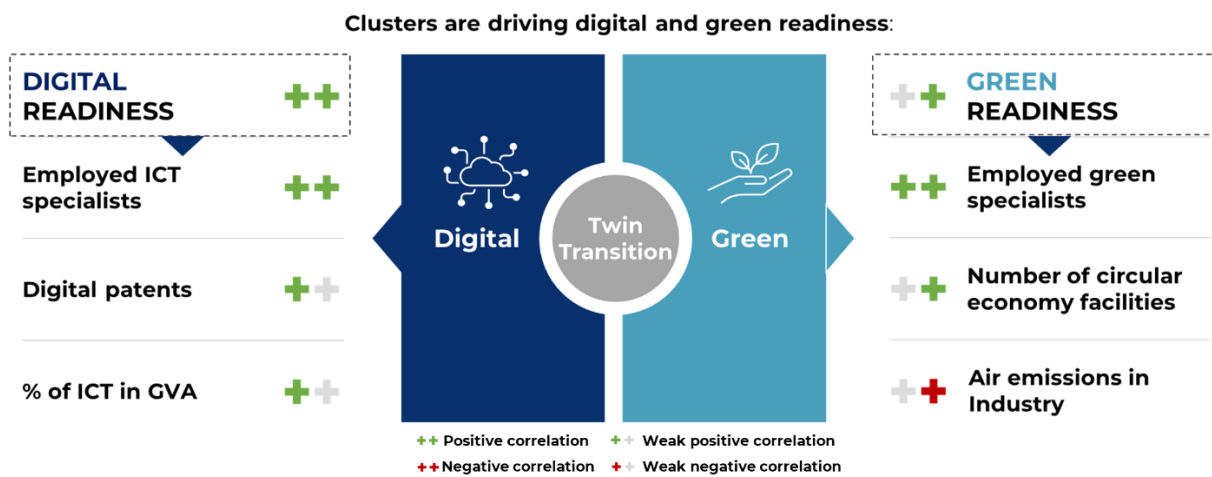 Clusters are driving digital and green readiness:
DIGITAL
READINESS
Employed ICT
specialists
Digital patents
% of ICT in GVA
Digital
Twin
Transition
Green
GREEN
READINESS
Employed green
specialists
Number of circular
economy facilities
Air emissions in
Industry
++ Positive correlation
++ Weak positive correlation
++ Negative correlation
++ Weak negative correlation